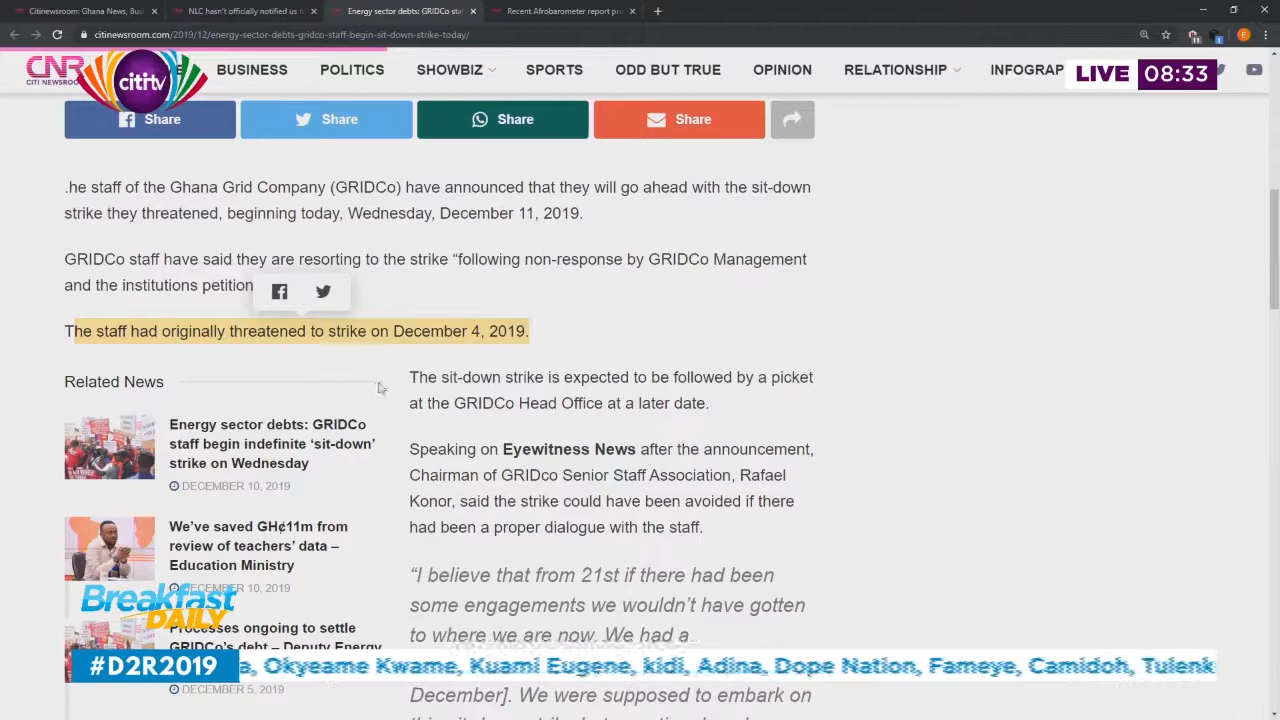 Citinewsroom: Ghana News, Bus
NLC hasn't officially notified us t
Energy sector debts: GRIDCo sta
Recent Afrobarometer report pu
citinewsroom.com/2019/12/energy-sector-debts-gridco-staff-begin-sit-down-strike-today/
CNR
CITI NEWSROO
citi tv
BUSINESS
POLITICS
SHOWBIZ
SPORTS
ODD BUT TRUE
OPINION
RELATIONSHIP
INFOGRAP
LIVE 08:33
Share
Share
Share
Share
.he staff of the Ghana Grid Company (GRIDCo) have announced that they will go ahead with the sit-down
strike they threatened, beginning today, Wednesday, December 11, 2019.
GRIDCo staff have said they are resorting to the strike “following non-response by GRIDCo Management
and the institutions petition
The staff had originally threatened to strike on December 4, 2019.
Related News
Energy sector debts: GRIDCo
staff begin indefinite ‘sit-down’
strike on Wednesday
DECEMBER 10, 2019
We’ve saved GH¢11m from
review of teachers’ data –
Education Ministry
DECEMBER 10, 2019
Processes ongoing to settle
GRIDCo’s debt – Deputy Energy
DECEMBER 5, 2019
The sit-down strike is expected to be followed by a picket
at the GRIDCo Head Office at a later date.
Speaking on Eyewitness News after the announcement,
Chairman of GRIDco Senior Staff Association, Rafael
Konor, said the strike could have been avoided if there
had been a proper dialogue with the staff.
“I believe that from 21st if there had been
some engagements we wouldn’t have gotten
to where we are now. We had a
December]. We were supposed to embark on
Breakfast
DAILY
#D2R2019
a, Okyeame Kwame, Kuami Eugene, kidi, Adina, Dope Nation, Fameye, Camidoh, Tulenk